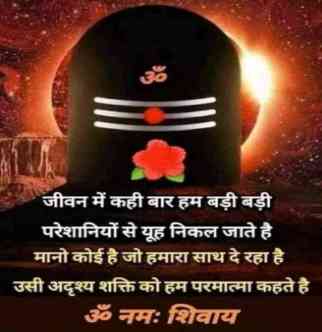 ॐ
जीवन में कही बार हम बड़ी बड़ी
परेशानियों से यूह निकल जाते है
मानो कोई है जो हमारा साथ दे रहा है
उसी अदृश्य शक्ति को हम परमात्मा कहते है
ॐ नमः शिवाय